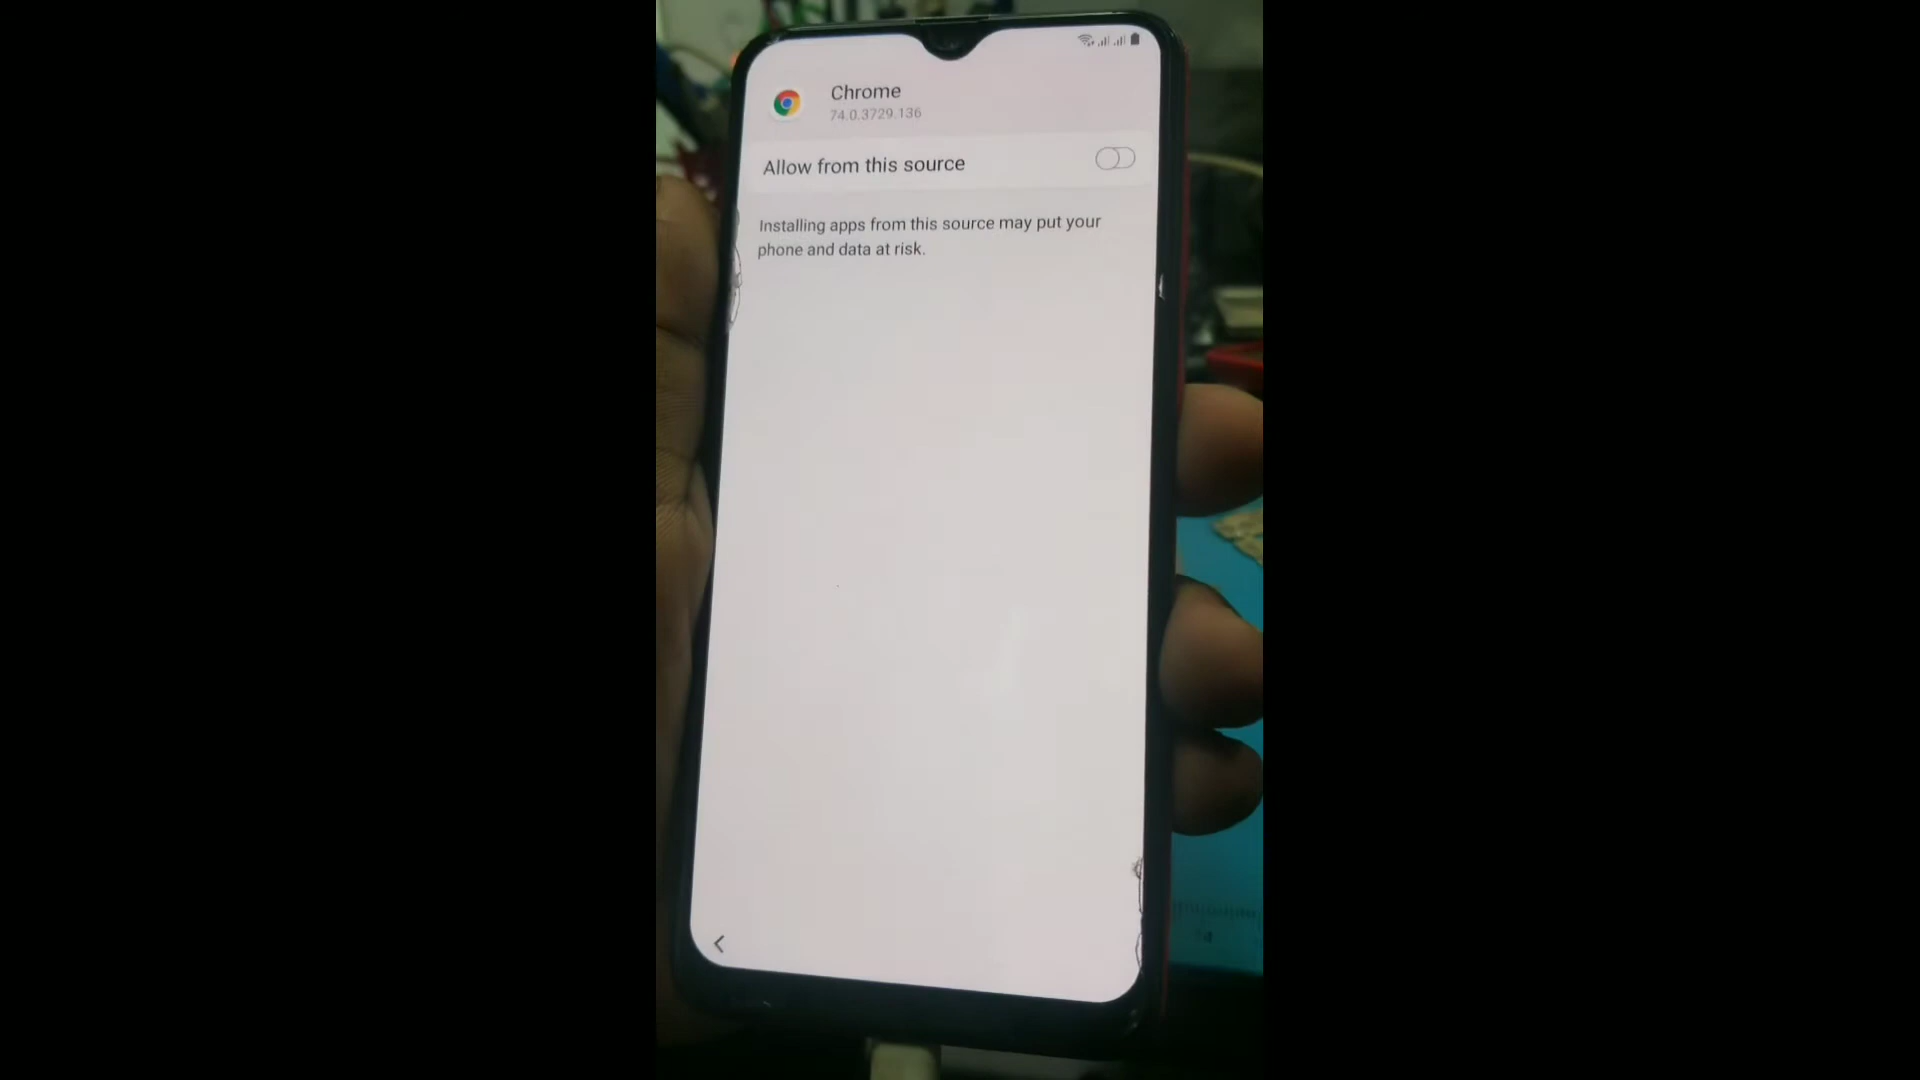 Chrome
74.0.3729.136
Allow from this source
Installing apps from this source may put your
phone and data at risk.